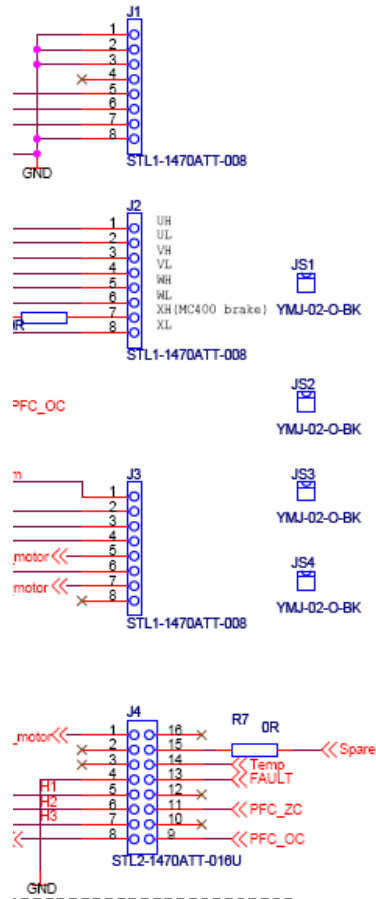 J1
1
2
3
4
5
6
7
8
STL1-1470ATT-008
GND
J2
1 UH
2 UL
3 VH
4 VL
5 WH
6 WL
7 XH(MC400 brake)
8 XL
0R
STL1-1470ATT-008
JS1
YMJ-02-O-BK
JS2
YMJ-02-O-BK
PFC_OC
m
J3
1
2
3
4
_motor 5
6
motor 7
8
STL1-1470ATT-008
JS3
YMJ-02-O-BK
JS4
YMJ-02-O-BK
J4
R7 0R
_motor 1 16
2 15 Spare
3 14 Temp
4 13 FAULT
H1 5 12
H2 6 11 PFC_ZC
H3 7 10
8 9 PFC_OC
STL2-1470ATT-016U
GND